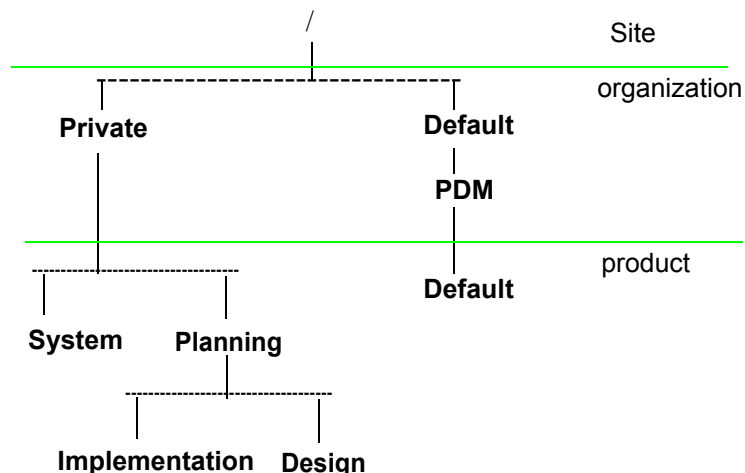 /
Site
organization
Private
Default
PDM
product
Default
System
Planning
Implementation
Design